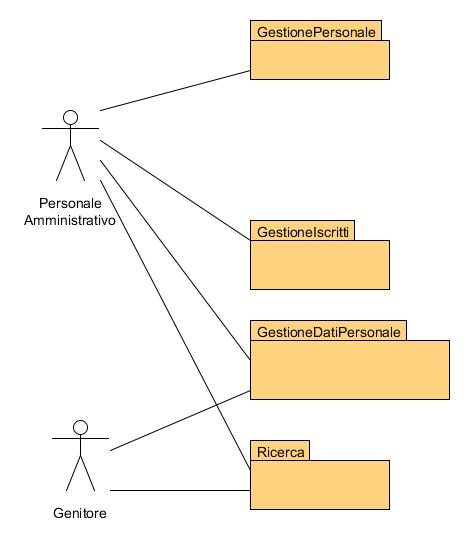 GestionePersonale
Personale
Amministrativo
GestioneIscritti
GestioneDatiPersonale
Ricerca
Genitore